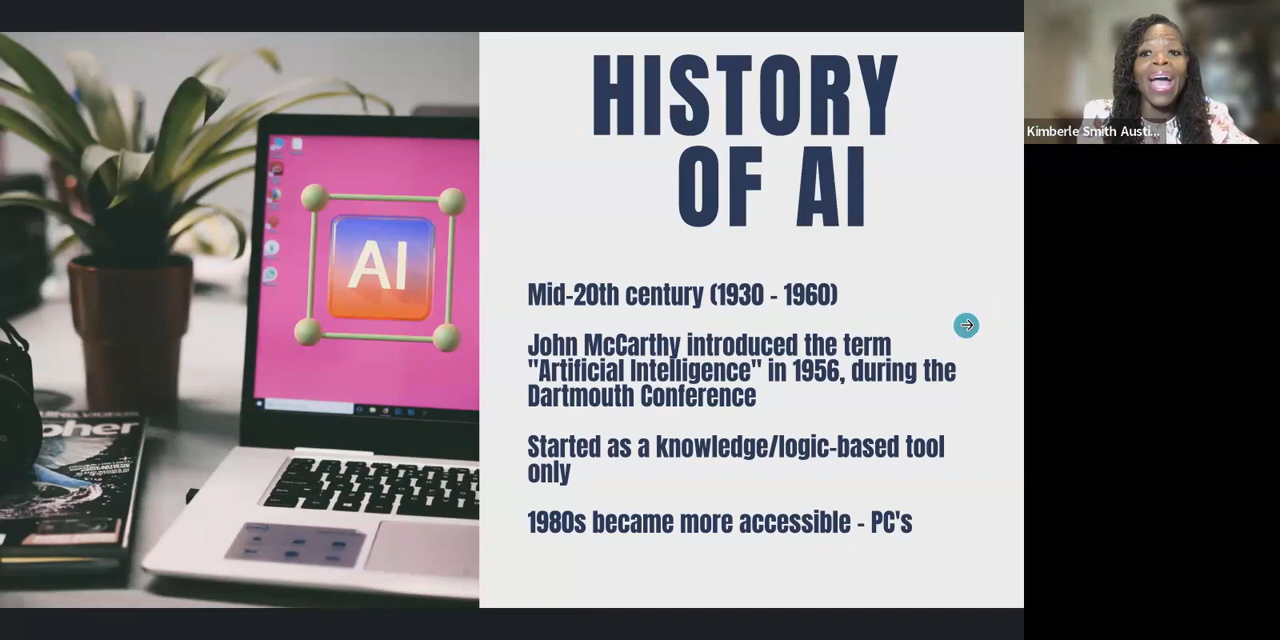 HISTORY
OF AI
Mid-20th century (1930 - 1960)
John McCarthy introduced the term
"Artificial Intelligence" in 1956, during the
Dartmouth Conference
Started as a knowledge/logic-based tool
only
1980s became more accessible - PC's
AI
pher
Kimberle Smith Austi...